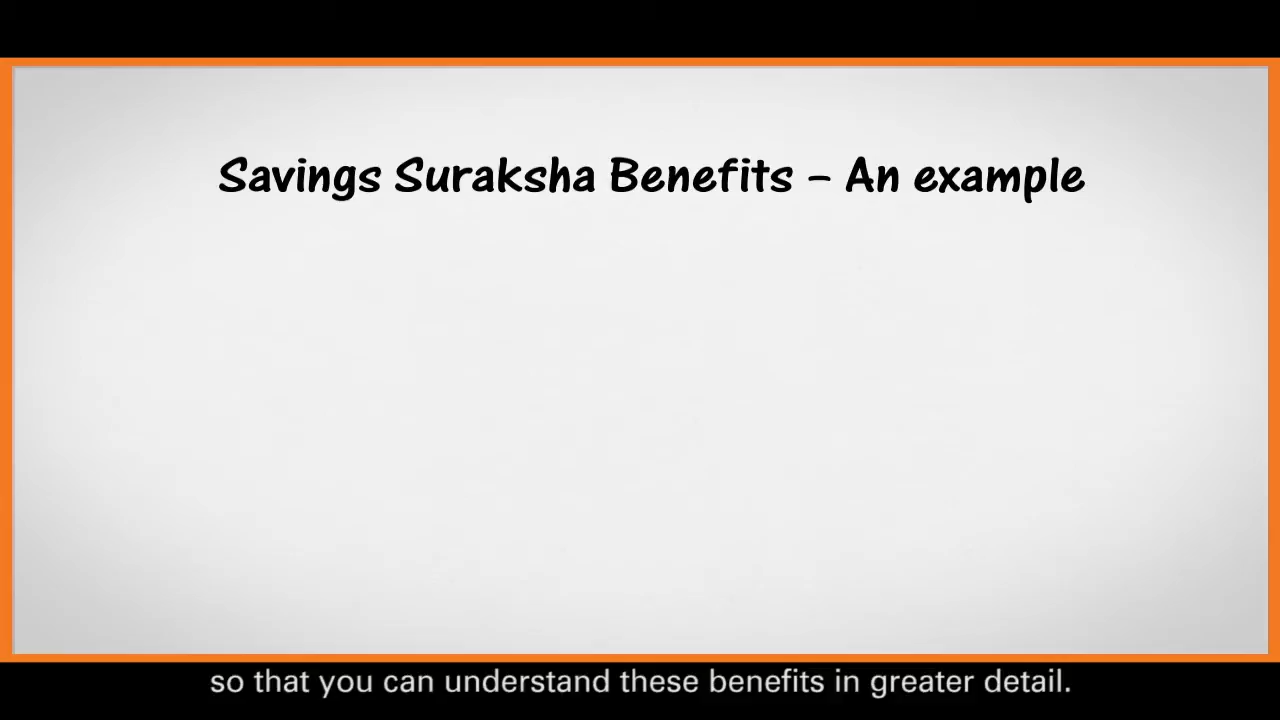 Savings Suraksha Benefits – An example
so that you can understand these benefits in greater detail.